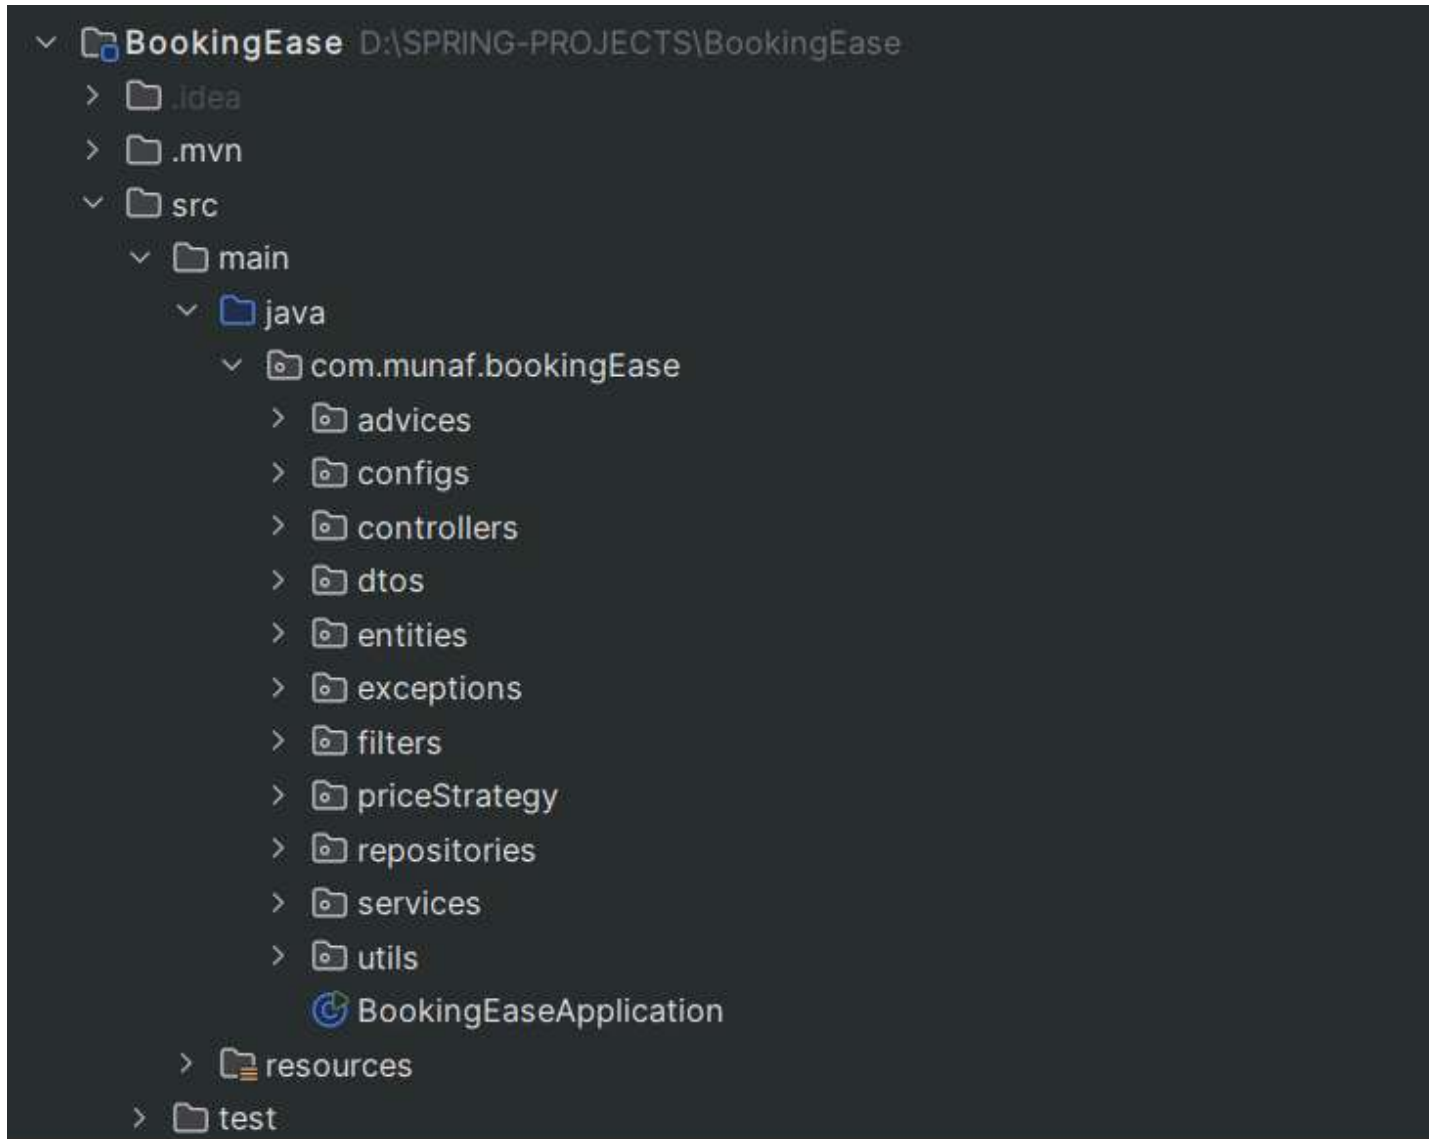 BookingEase D:\SPRING-PROJECTS\BookingEase
.idea
.mvn
src
main
java
com.munaf.bookingEase
advices
configs
controllers
dtos
entities
exceptions
filters
priceStrategy
repositories
services
utils
BookingEaseApplication
resources
test